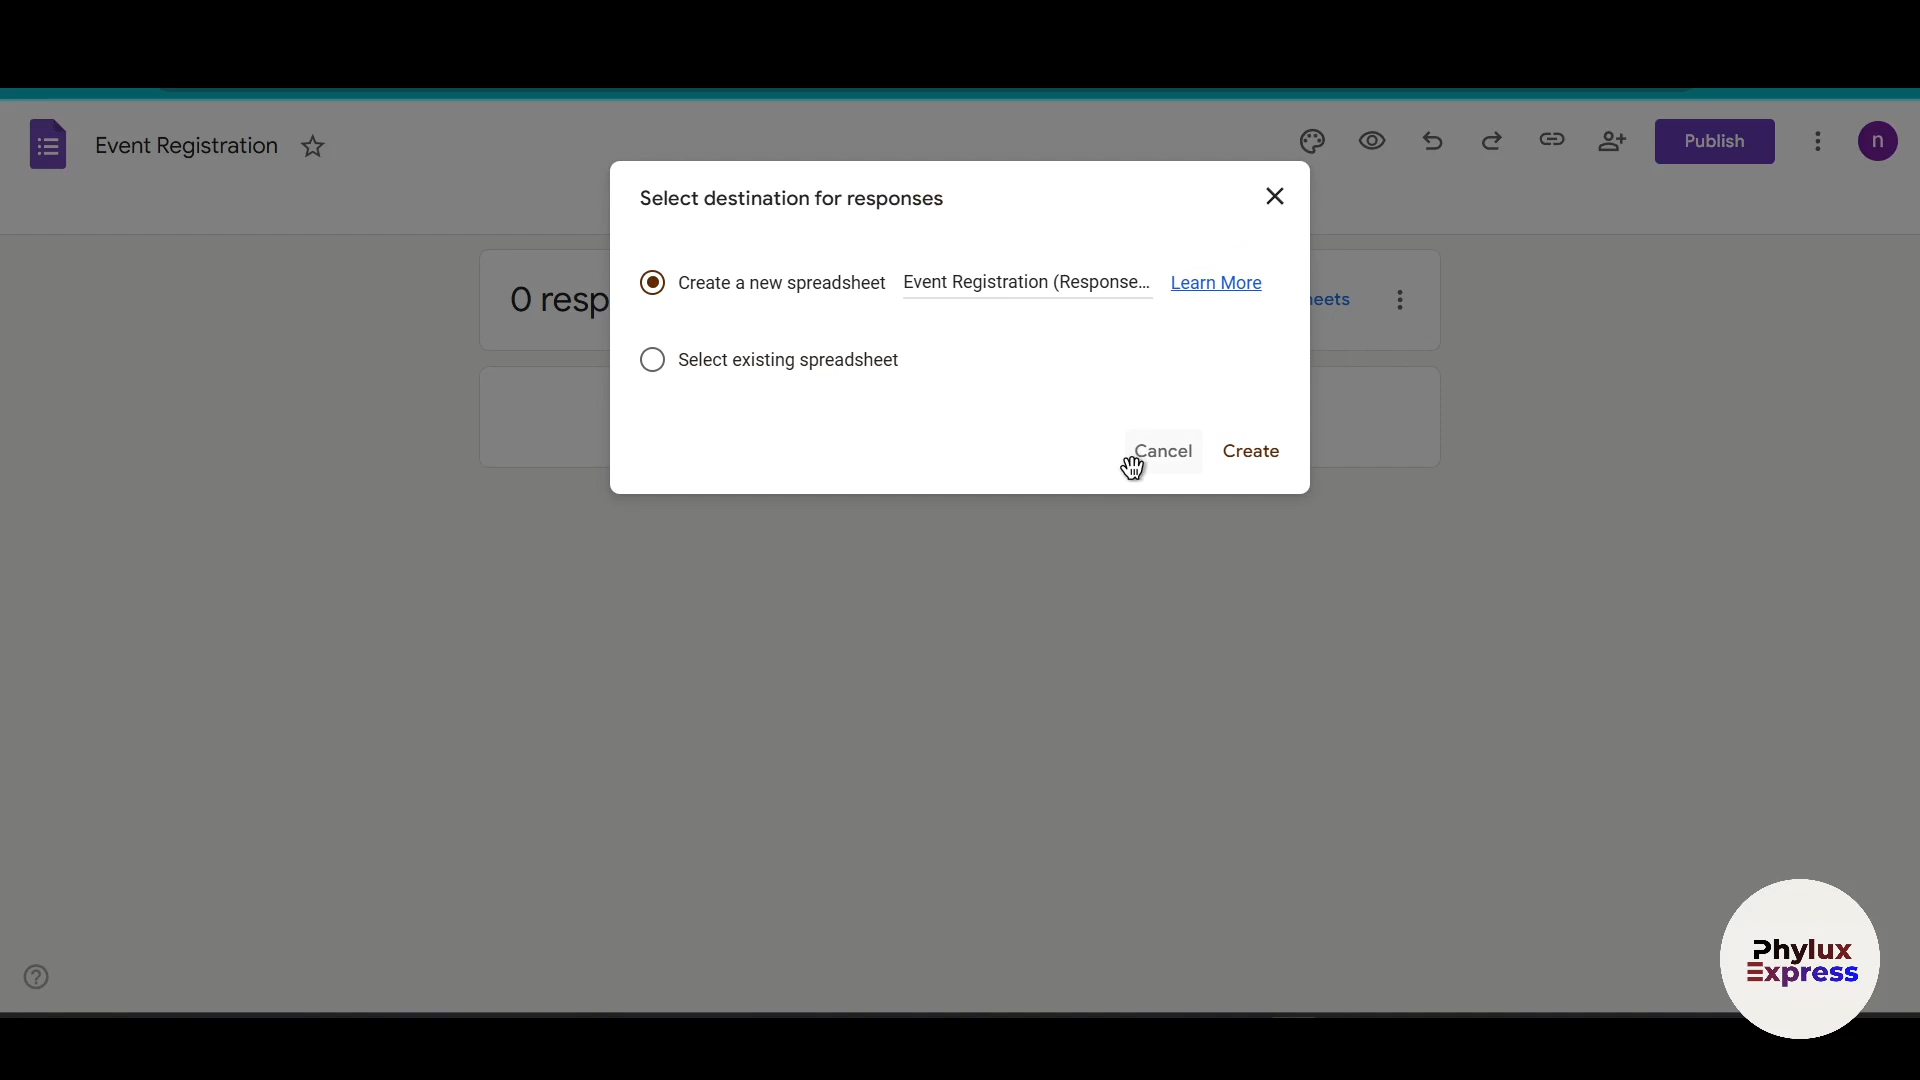 Event Registration
Publish
n
Select destination for responses
Create a new spreadsheet Event Registration (Response... Learn More
0 resp
heets
Select existing spreadsheet
Cancel Create
Phylux
Express